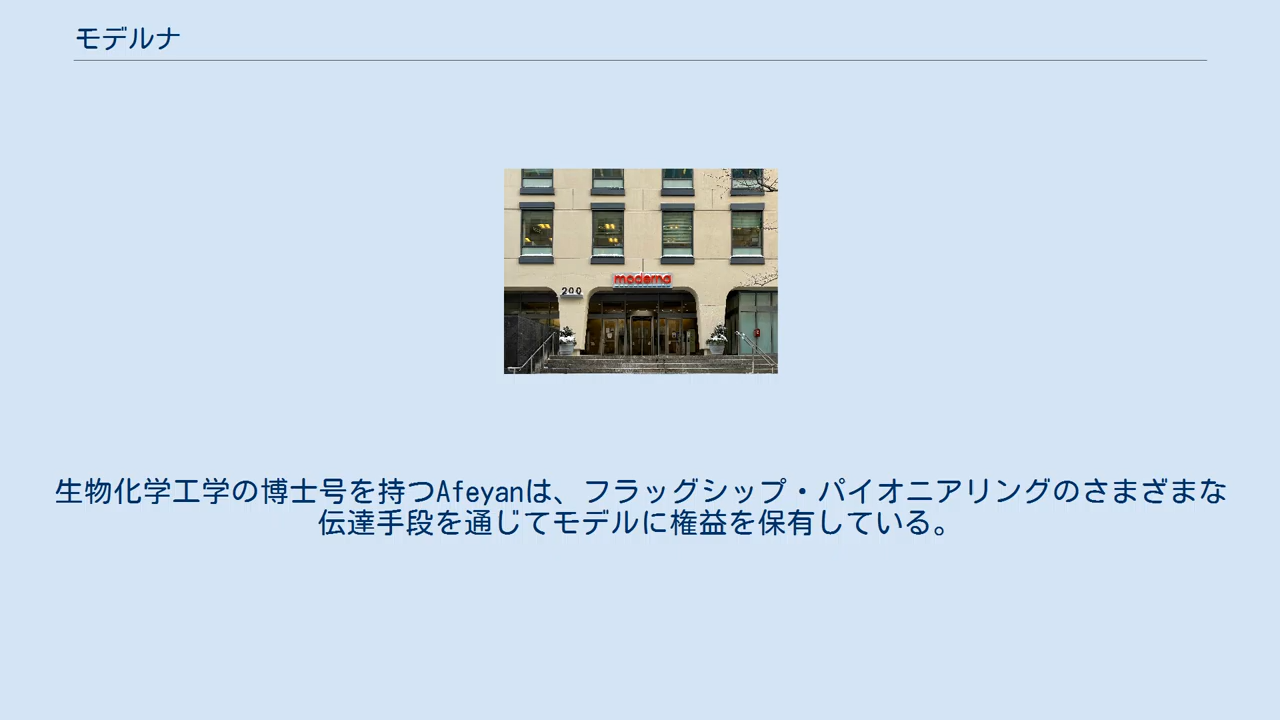 モデルナ
moderna
200
生物化学工学の博士号を持つAfeyanは、フラッグシップ・パイオニアリングのさまざまな
伝達手段を通じてモデルに権益を保有している。